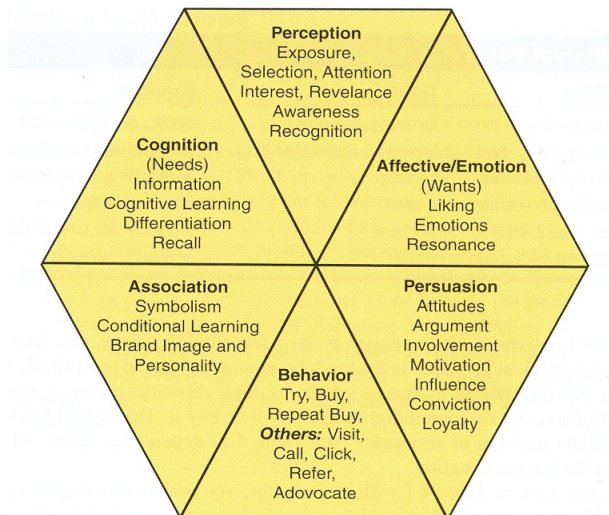 Perception
Exposure,
Selection, Attention
Interest, Revelance
Awareness
Recognition
Cognition
(Needs)
Information
Cognitive Learning
Differentiation
Recall
Affective/Emotion
(Wants)
Liking
Emotions
Resonance
Association
Symbolism
Conditional Learning
Brand Image and
Personality
Persuasion
Attitudes
Argument
Involvement
Motivation
Influence
Conviction
Loyalty
Behavior
Try, Buy,
Repeat Buy,
Others: Visit,
Call, Click,
Refer,
Adovocate